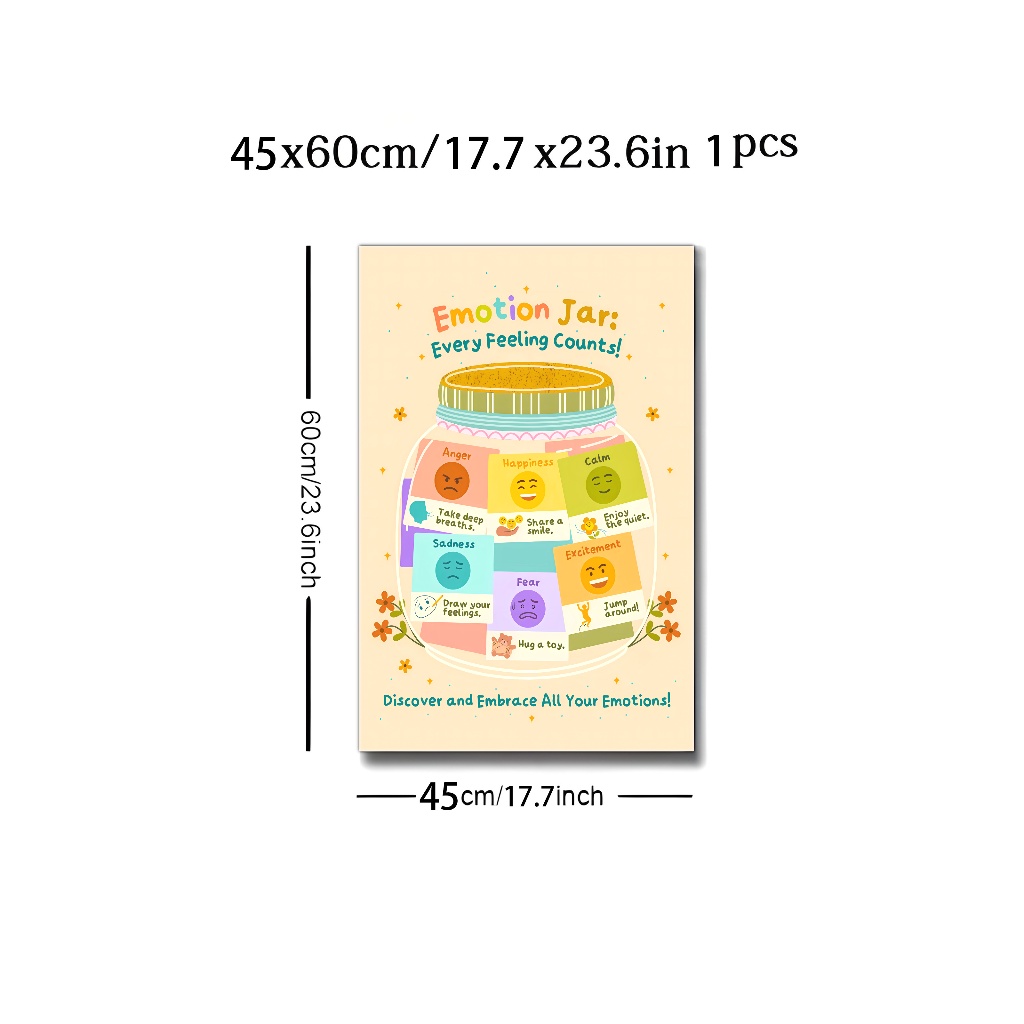 45x60cm/17.7 x23.6in 1pcs
60cm/23.6inch
Emotion Jar:
Every Feeling Counts!
Anger
Take deep
breaths.
Happiness
Share a
smile.
Calm
Enjoy
the quiet.
Sadness
Draw your
feelings.
Fear
Hug a toy.
Excitement
Jump
around!
Discover and Embrace All Your Emotions!
45cm/17.7inch